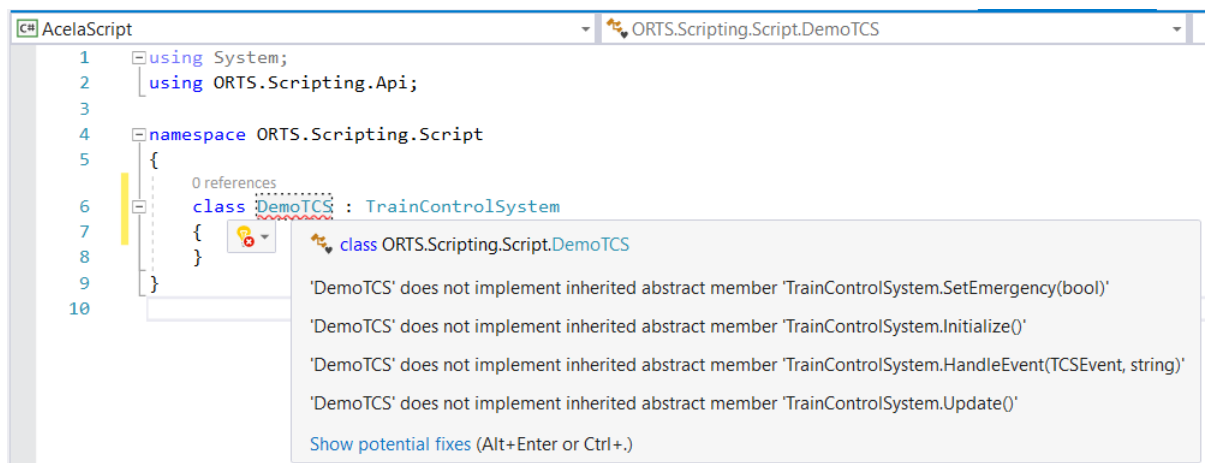 C# AcelaScript ORTS.Scripting.Script.DemoTCS
1 using System;
2 using ORTS.Scripting.Api;
3
4 namespace ORTS.Scripting.Script
5 {
0 references
6 class DemoTCS : TrainControlSystem
7 {
8 }
9 }
10
class ORTS.Scripting.Script.DemoTCS
'DemoTCS' does not implement inherited abstract member 'TrainControlSystem.SetEmergency(bool)'
'DemoTCS' does not implement inherited abstract member 'TrainControlSystem.Initialize()'
'DemoTCS' does not implement inherited abstract member 'TrainControlSystem.HandleEvent(TCSEvent, string)'
'DemoTCS' does not implement inherited abstract member 'TrainControlSystem.Update()'
Show potential fixes (Alt+Enter or Ctrl+.)